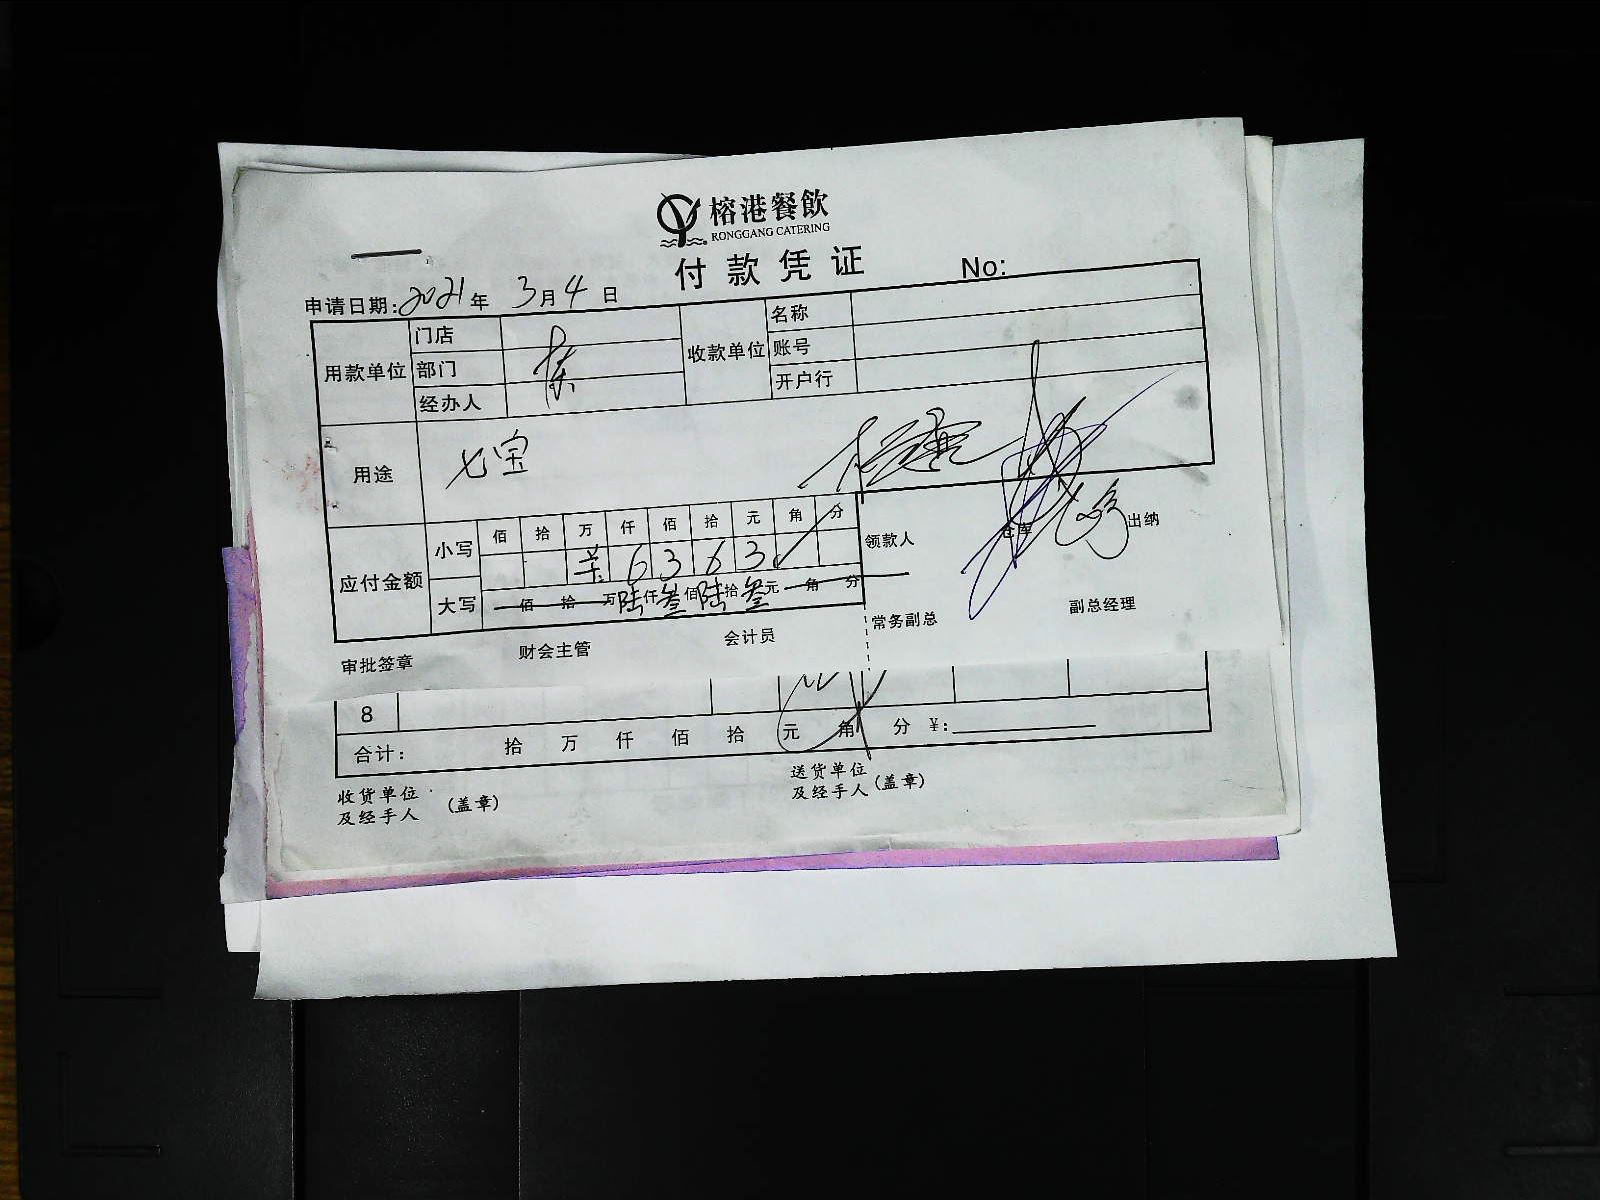 榕港餐飲
RONGGANG CATERING
付款凭证
No:
申请日期:2021年3月4日
用款单位
门店
部门
经办人
收款单位
名称
账号
开户行
用途
七宝
应付金额
小写
佰 拾 万 仟 佰 拾 元 角 分
6 3 6 3
大写
佰 拾 万陆仟叁佰陆拾叁元 角 分
领款人
仓库
出纳
审批签章
财会主管
会计员
常务副总
副总经理
8
合计: 拾 万 仟 佰 拾 元 角 分 ¥:
收货单位
及经手人
(盖章)
送货单位
及经手人
(盖章)